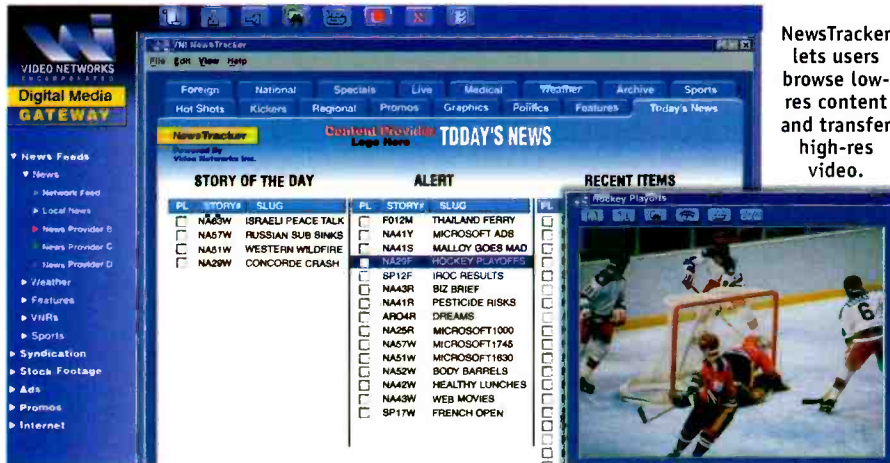 VIDEO NETWORKS
INCORPORATED
Digital Media
GATEWAY
News Feeds
News
Network Feed
Local News
News Provider B
News Provider C
News Provider D
Weather
Features
VNRs
Sports
Syndication
Stock Footage
Ads
Promos
Internet
VNI NewsTracker
File Edit View Help
Foreign National Specials Live Medical Weather Archive Sports
Hot Shots Kickers Regional Promos Graphics Politics Features Today's News
NewsTracker
Powered By
Video Networks Inc.
Content Provider
Logo Here
TODAY'S NEWS
STORY OF THE DAY
PL STORY# SLUG
NA63W ISRAELI PEACE TALK
NA57W RUSSIAN SUB SINKS
NA51W WESTERN WILDFIRE
NA29W CONCORDE CRASH
ALERT
PL STORY# SLUG
F012M THAILAND FERRY
NA41Y MICROSOFT ADS
NA41S MALLOY GOES MAD
NA29F HOCKEY PLAYOFFS
SP12F IROC RESULTS
NA43R BIZ BRIEF
NA41R PESTICIDE RISKS
ARO4R DREAMS
NA25R MICROSOFT1000
NA57W MICROSOFT1745
NA51W MICROSOFT1630
NA52W BODY BARRELS
NA42W HEALTHY LUNCHES
NA43W WEB MOVIES
SP17W FRENCH OPEN
RECENT ITEMS
PL
Hockey Playoffs
6
NewsTracker
lets users
browse low-
res content
and transfer
high-res
video.